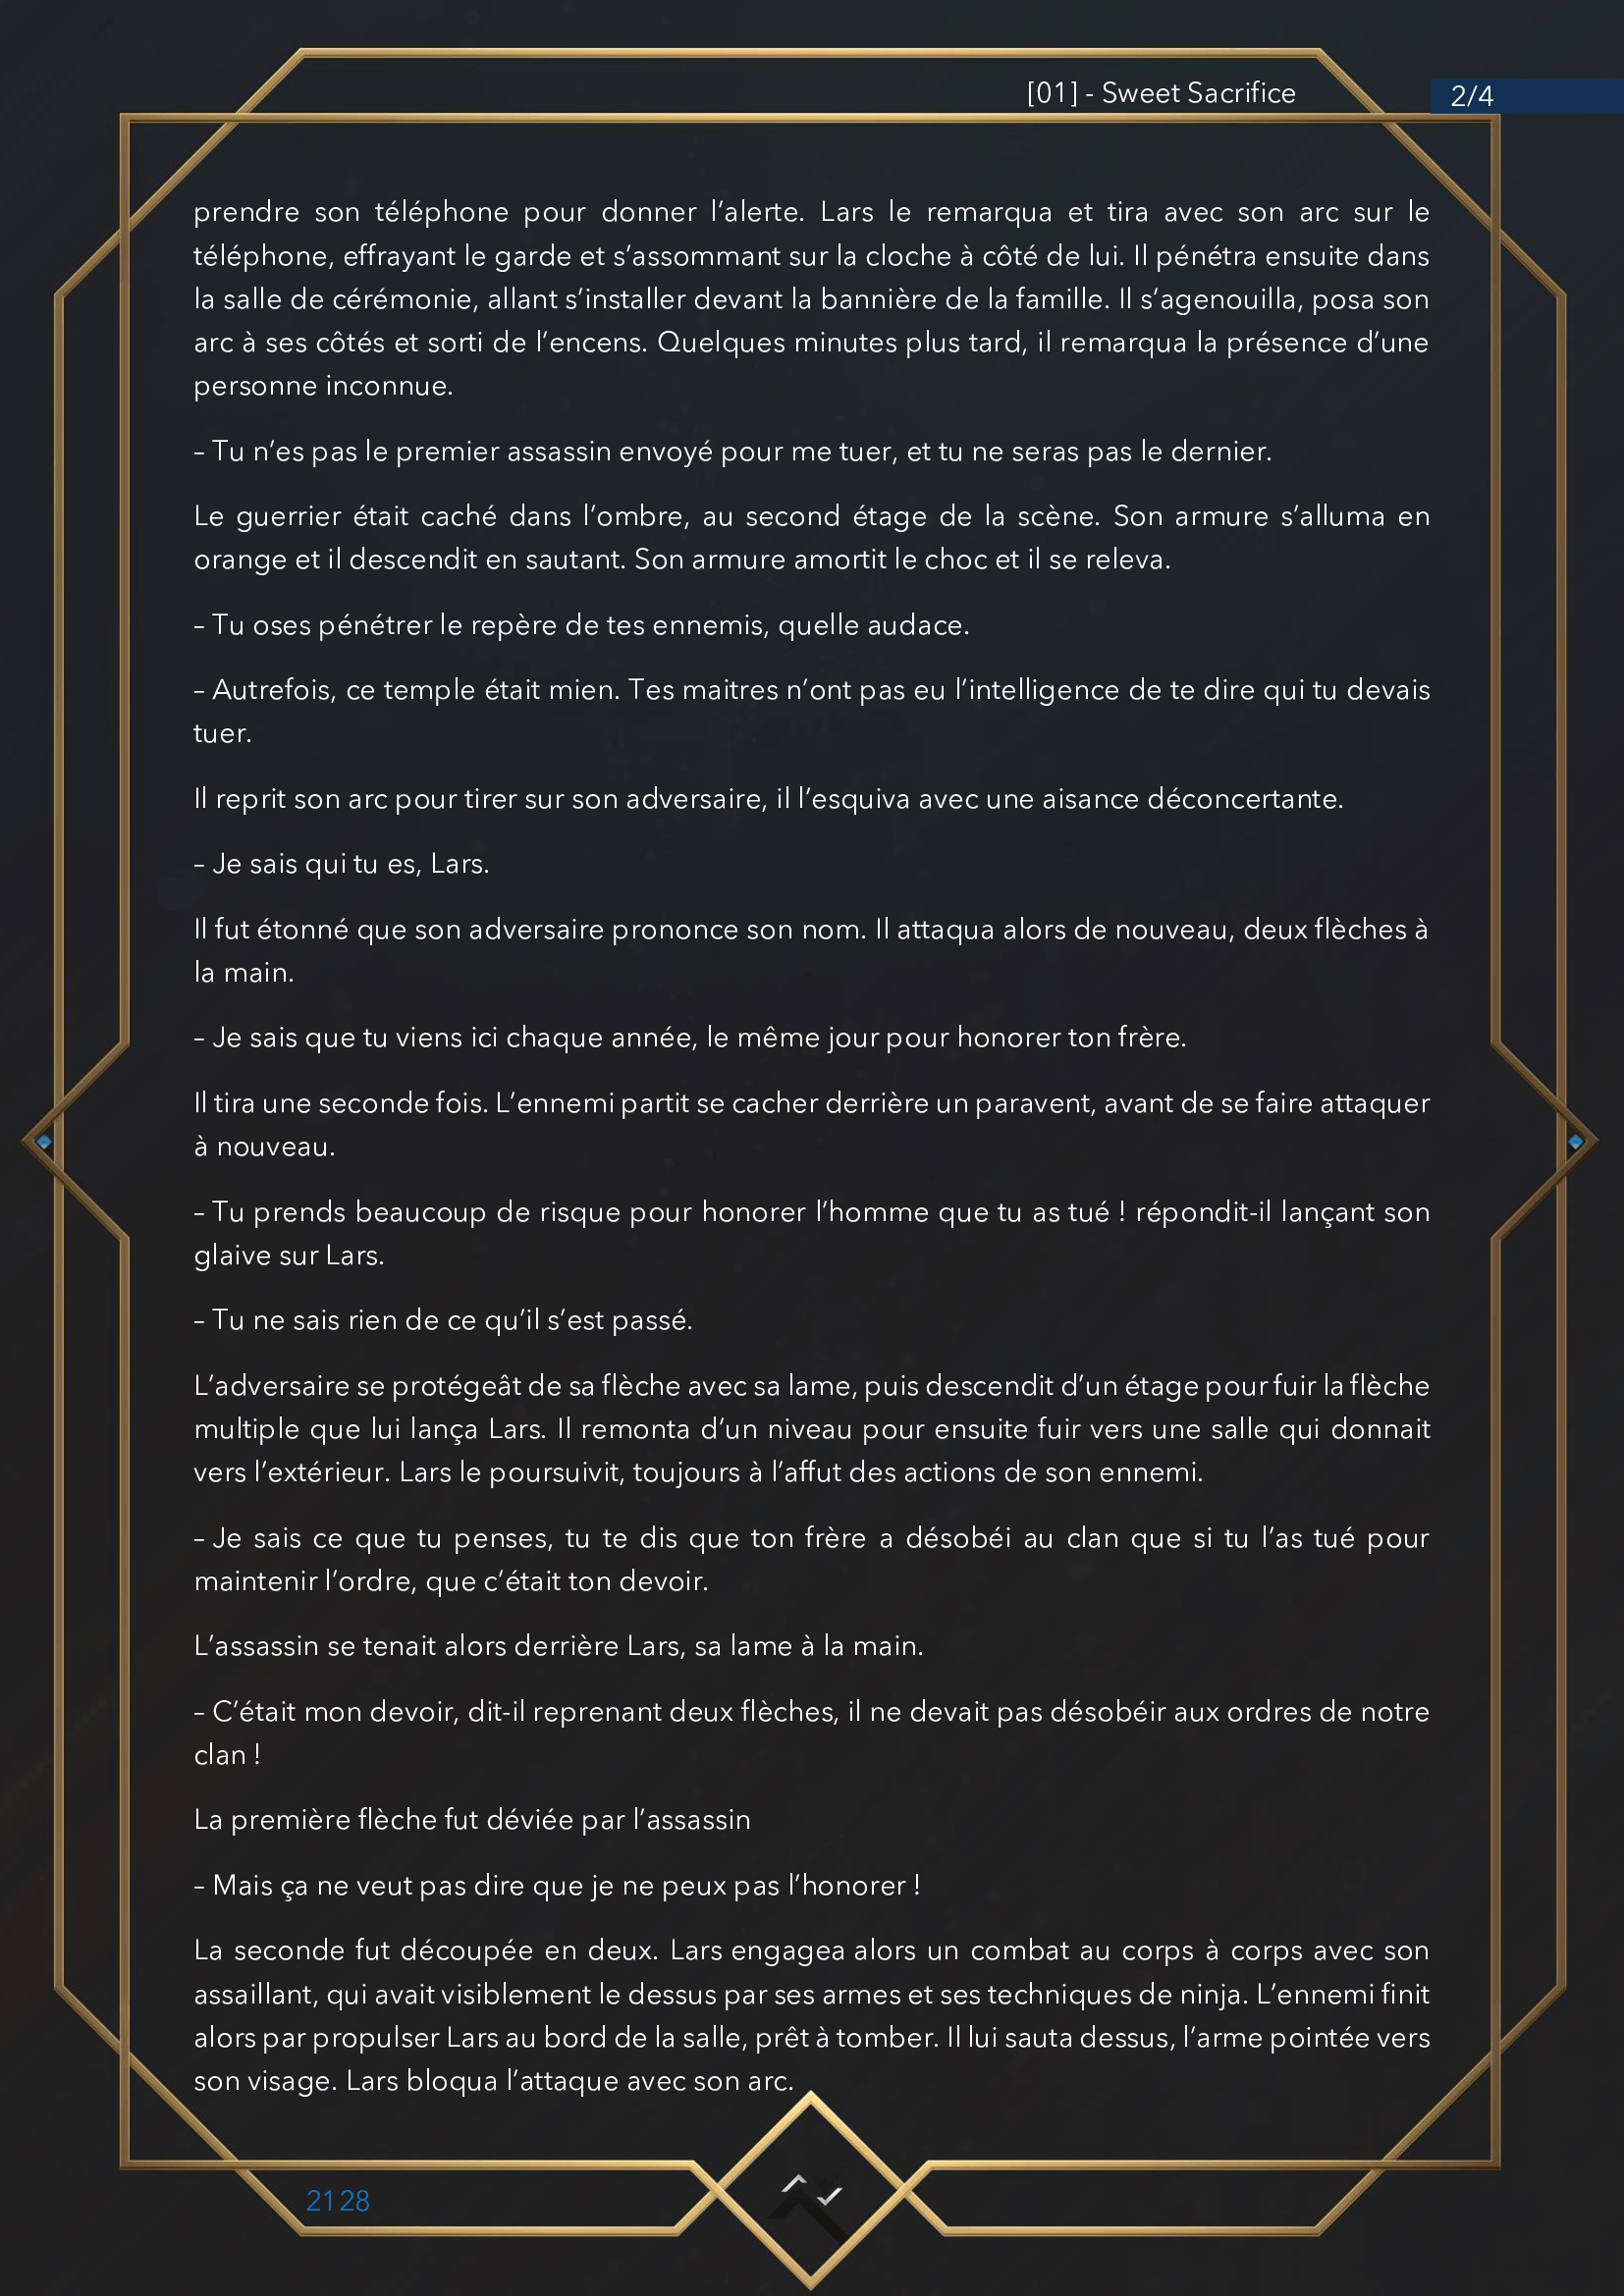 [01] - Sweet Sacrifice
2/4
prendre son téléphone pour donner l’alerte. Lars le remarqua et tira avec son arc sur le
téléphone, effrayant le garde et s’assommant sur la cloche à côté de lui. Il pénétra ensuite dans
la salle de cérémonie, allant s’installer devant la bannière de la famille. Il s’agenouilla, posa son
arc à ses côtés et sorti de l’encens. Quelques minutes plus tard, il remarqua la présence d’une
personne inconnue.
– Tu n’es pas le premier assassin envoyé pour me tuer, et tu ne seras pas le dernier.
Le guerrier était caché dans l’ombre, au second étage de la scène. Son armure s’alluma en
orange et il descendit en sautant. Son armure amortit le choc et il se releva.
– Tu oses pénétrer le repère de tes ennemis, quelle audace.
– Autrefois, ce temple était mien. Tes maitres n’ont pas eu l’intelligence de te dire qui tu devais
tuer.
Il reprit son arc pour tirer sur son adversaire, il l’esquiva avec une aisance déconcertante.
– Je sais qui tu es, Lars.
Il fut étonné que son adversaire prononce son nom. Il attaqua alors de nouveau, deux flèches à
la main.
– Je sais que tu viens ici chaque année, le même jour pour honorer ton frère.
Il tira une seconde fois. L’ennemi partit se cacher derrière un paravent, avant de se faire attaquer
à nouveau.
– Tu prends beaucoup de risque pour honorer l’homme que tu as tué ! répondit-il lançant son
glaive sur Lars.
– Tu ne sais rien de ce qu’il s’est passé.
L’adversaire se protégeât de sa flèche avec sa lame, puis descendit d’un étage pour fuir la flèche
multiple que lui lança Lars. Il remonta d’un niveau pour ensuite fuir vers une salle qui donnait
vers l’extérieur. Lars le poursuivit, toujours à l’affut des actions de son ennemi.
– Je sais ce que tu penses, tu te dis que ton frère a désobéi au clan que si tu l’as tué pour
maintenir l’ordre, que c’était ton devoir.
L’assassin se tenait alors derrière Lars, sa lame à la main.
– C’était mon devoir, dit-il reprenant deux flèches, il ne devait pas désobéir aux ordres de notre
clan !
La première flèche fut déviée par l’assassin
– Mais ça ne veut pas dire que je ne peux pas l’honorer !
La seconde fut découpée en deux. Lars engagea alors un combat au corps à corps avec son
assaillant, qui avait visiblement le dessus par ses armes et ses techniques de ninja. L’ennemi finit
alors par propulser Lars au bord de la salle, prêt à tomber. Il lui sauta dessus, l’arme pointée vers
son visage. Lars bloqua l’attaque avec son arc.
2128